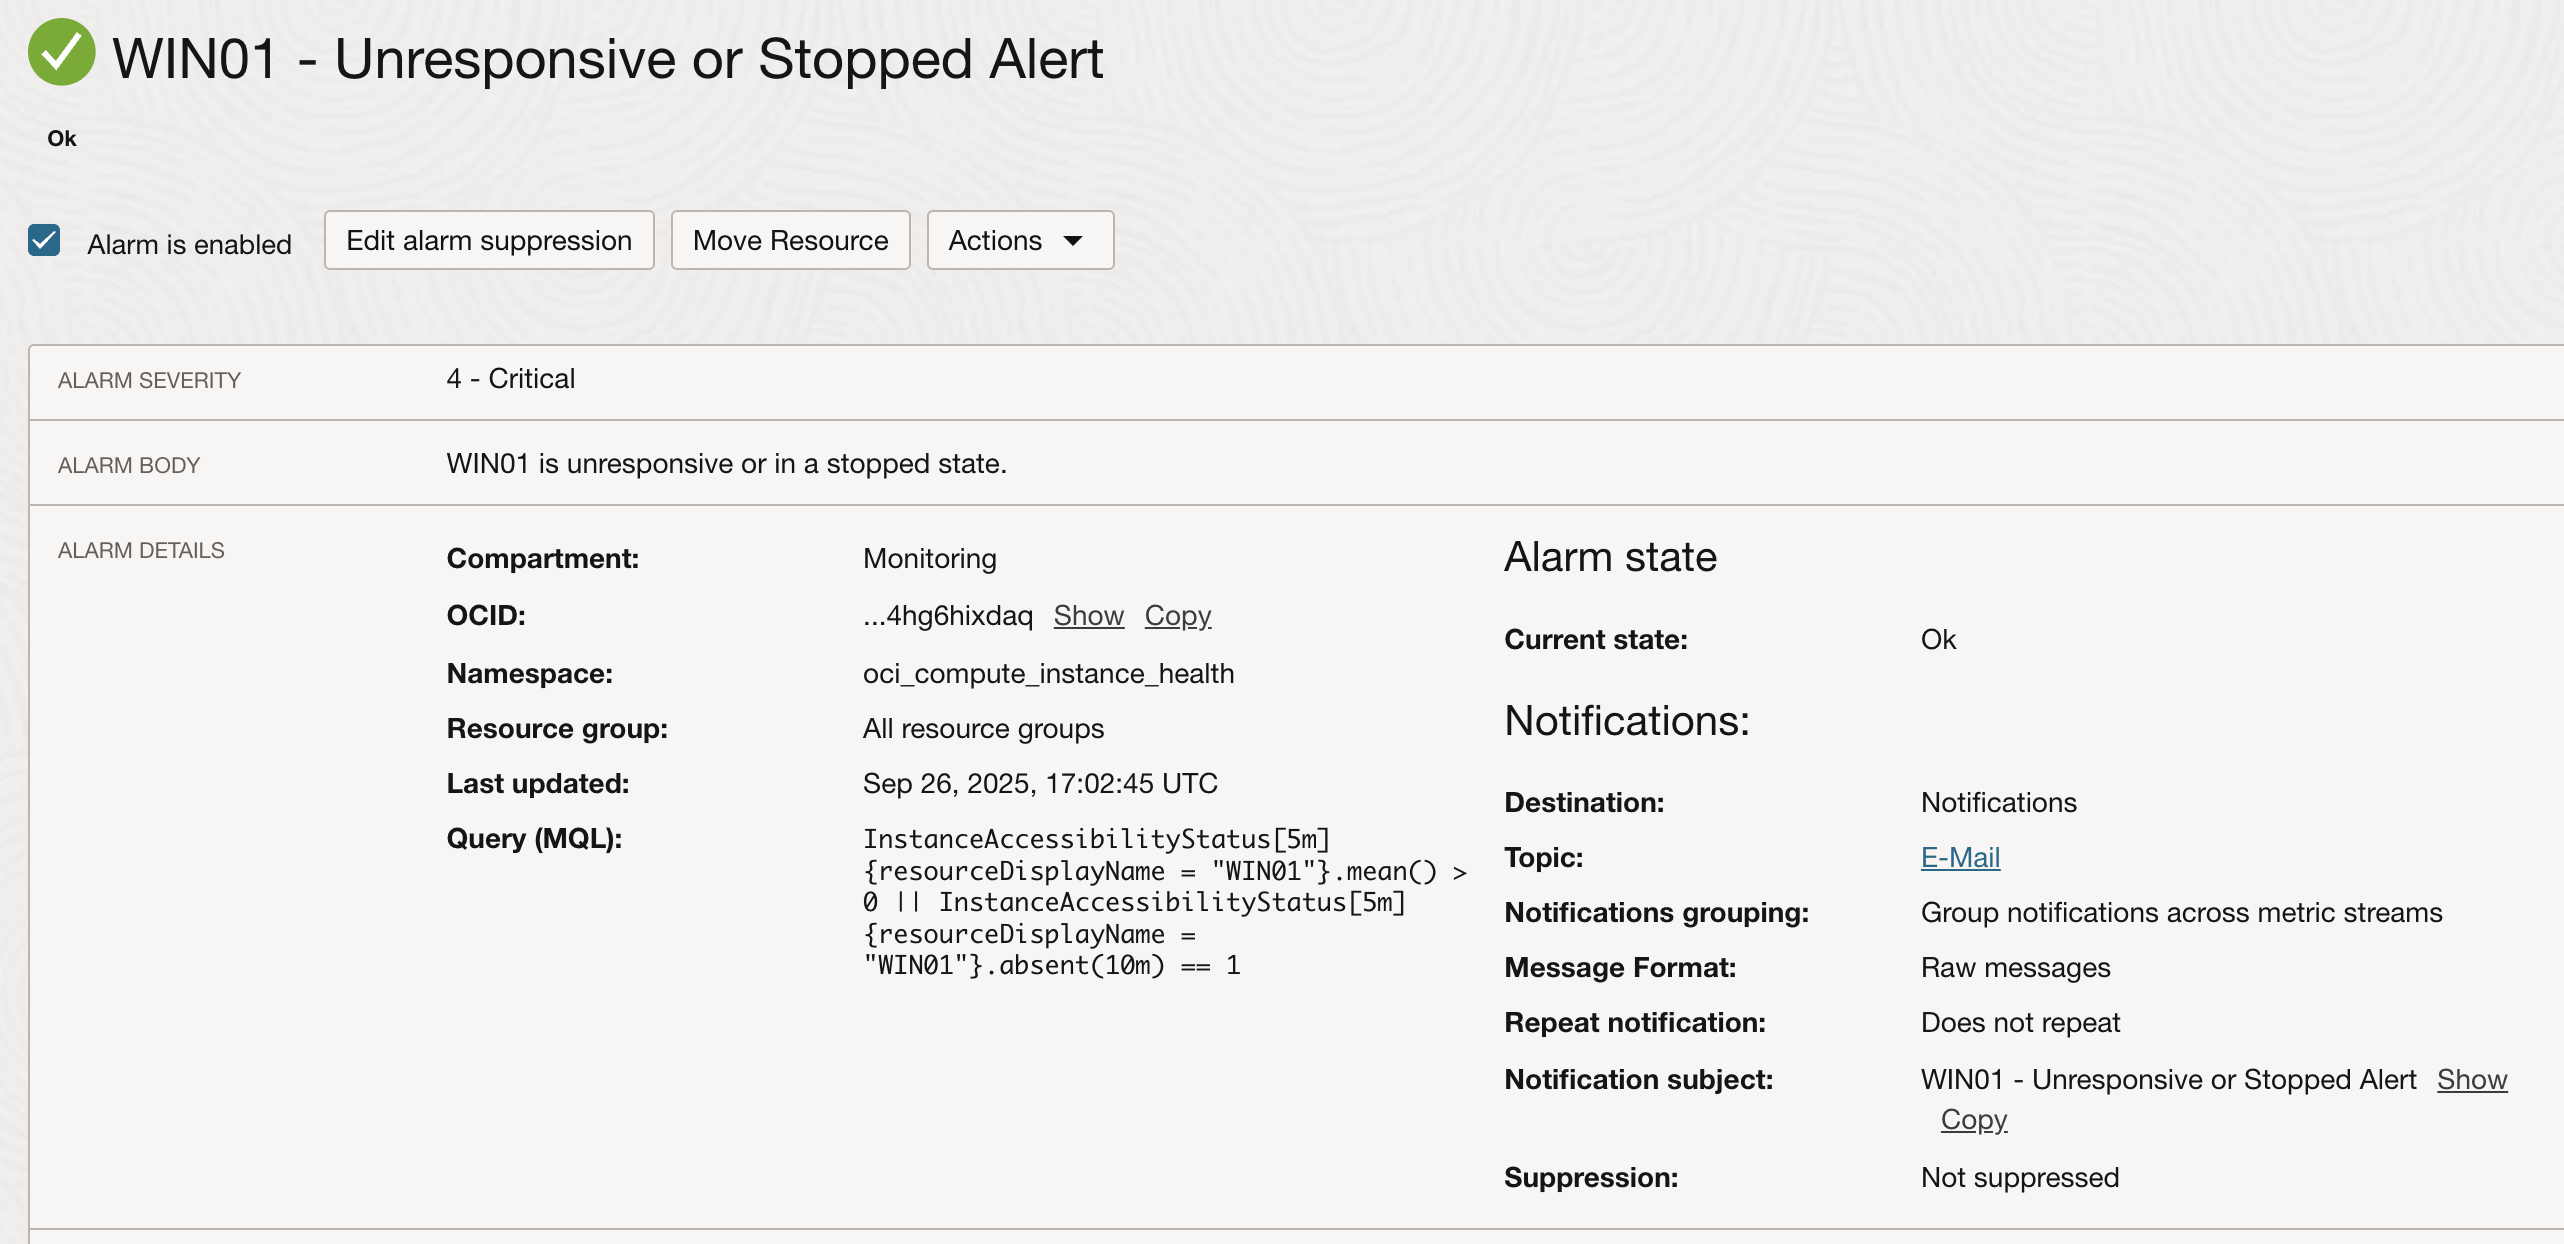 WIN01 - Unresponsive or Stopped Alert
Ok
Alarm is enabled
Edit alarm suppression
Move Resource
Actions
ALARM SEVERITY
4 - Critical
ALARM BODY
WIN01 is unresponsive or in a stopped state.
ALARM DETAILS
Compartment: Monitoring
OCID: ...4hg6hixdaq Show Copy
Namespace: oci_compute_instance_health
Resource group: All resource groups
Last updated: Sep 26, 2025, 17:02:45 UTC
Query (MQL): InstanceAccessibilityStatus[5m]
{resourceDisplayName = "WIN01"}.mean() >
0 || InstanceAccessibilityStatus[5m]
{resourceDisplayName =
"WIN01"}.absent(10m) == 1
Alarm state
Current state: Ok
Notifications:
Destination: Notifications
Topic: E-Mail
Notifications grouping: Group notifications across metric streams
Message Format: Raw messages
Repeat notification: Does not repeat
Notification subject: WIN01 - Unresponsive or Stopped Alert Show
Copy
Suppression: Not suppressed